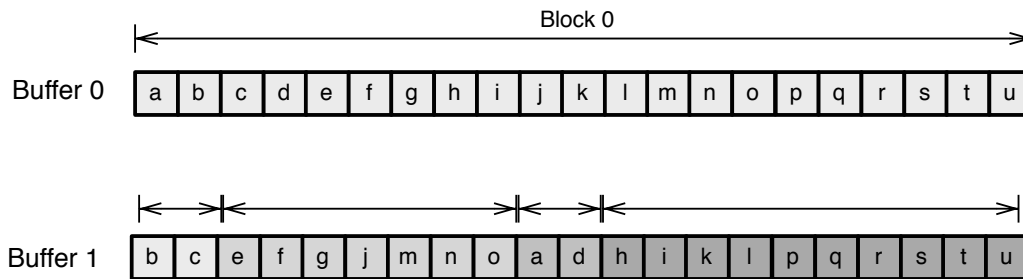 Block 0
Buffer 0 a b c d e f g h i j k l m n o p q r s t u
Buffer 1 b c e f g j m n o a d h i k l p q r s t u